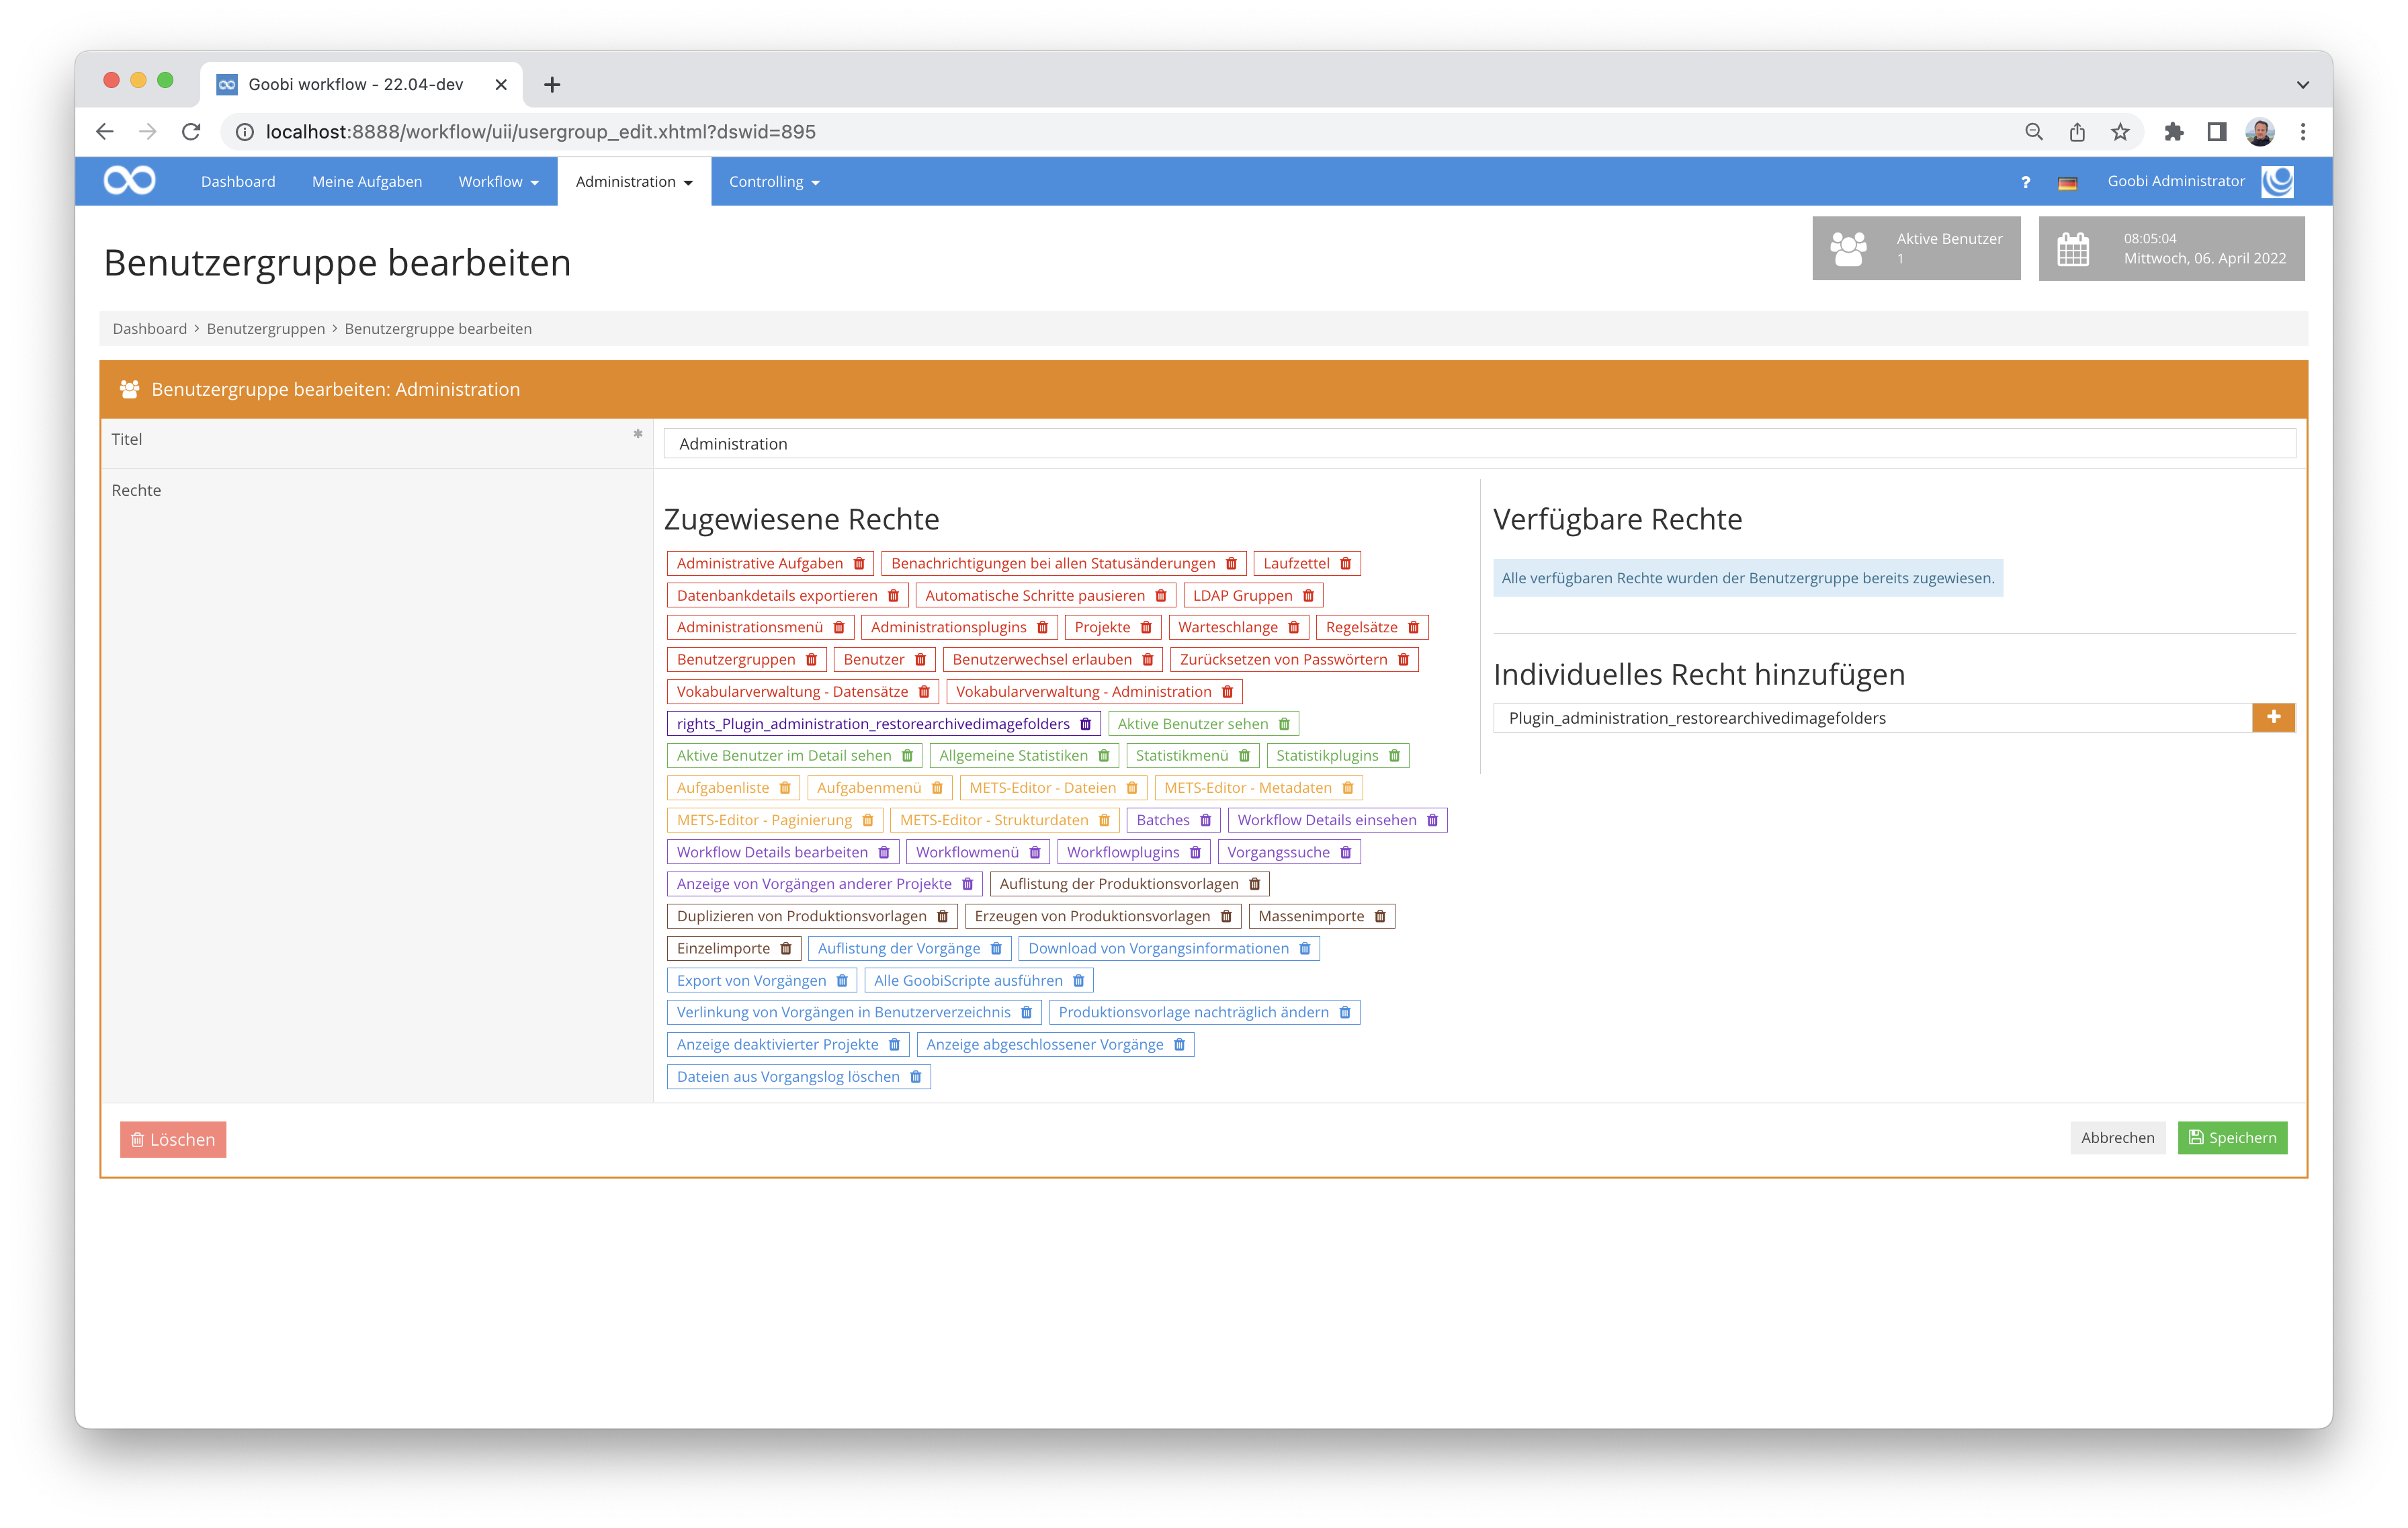 Goobi workflow - 22.04-dev
localhost:8888/workflow/uii/usergroup_edit.xhtml?dswid=895
Dashboard Meine Aufgaben Workflow Administration Controlling ? Goobi Administrator
Benutzergruppe bearbeiten
Aktive Benutzer
1
08:05:04
Mittwoch, 06. April 2022
Dashboard > Benutzergruppen > Benutzergruppe bearbeiten
Benutzergruppe bearbeiten: Administration
Titel *
Administration
Rechte
Zugewiesene Rechte
Administrative Aufgaben Benachrichtigungen bei allen Statusänderungen Laufzettel
Datenbankdetails exportieren Automatische Schritte pausieren LDAP Gruppen
Administrationsmenü Administrationsplugins Projekte Warteschlange Regelsätze
Benutzergruppen Benutzer Benutzerwechsel erlauben Zurücksetzen von Passwörtern
Vokabularverwaltung - Datensätze Vokabularverwaltung - Administration
rights_Plugin_administration_restorearchivedimagefolders Aktive Benutzer sehen
Aktive Benutzer im Detail sehen Allgemeine Statistiken Statistikmenü Statistikplugins
Aufgabenliste Aufgabenmenü METS-Editor - Dateien METS-Editor - Metadaten
METS-Editor - Paginierung METS-Editor - Strukturdaten Batches Workflow Details einsehen
Workflow Details bearbeiten Workflowmenü Workflowplugins Vorgangssuche
Anzeige von Vorgängen anderer Projekte Auflistung der Produktionsvorlagen
Duplizieren von Produktionsvorlagen Erzeugen von Produktionsvorlagen Massenimporte
Einzelimporte Auflistung der Vorgänge Download von Vorgangsinformationen
Export von Vorgängen Alle GoobiScripte ausführen
Verlinkung von Vorgängen in Benutzerverzeichnis Produktionsvorlage nachträglich ändern
Anzeige deaktivierter Projekte Anzeige abgeschlossener Vorgänge
Dateien aus Vorgangslog löschen
Verfügbare Rechte
Alle verfügbaren Rechte wurden der Benutzergruppe bereits zugewiesen.
Individuelles Recht hinzufügen
Plugin_administration_restorearchivedimagefolders
Löschen
Abbrechen Speichern